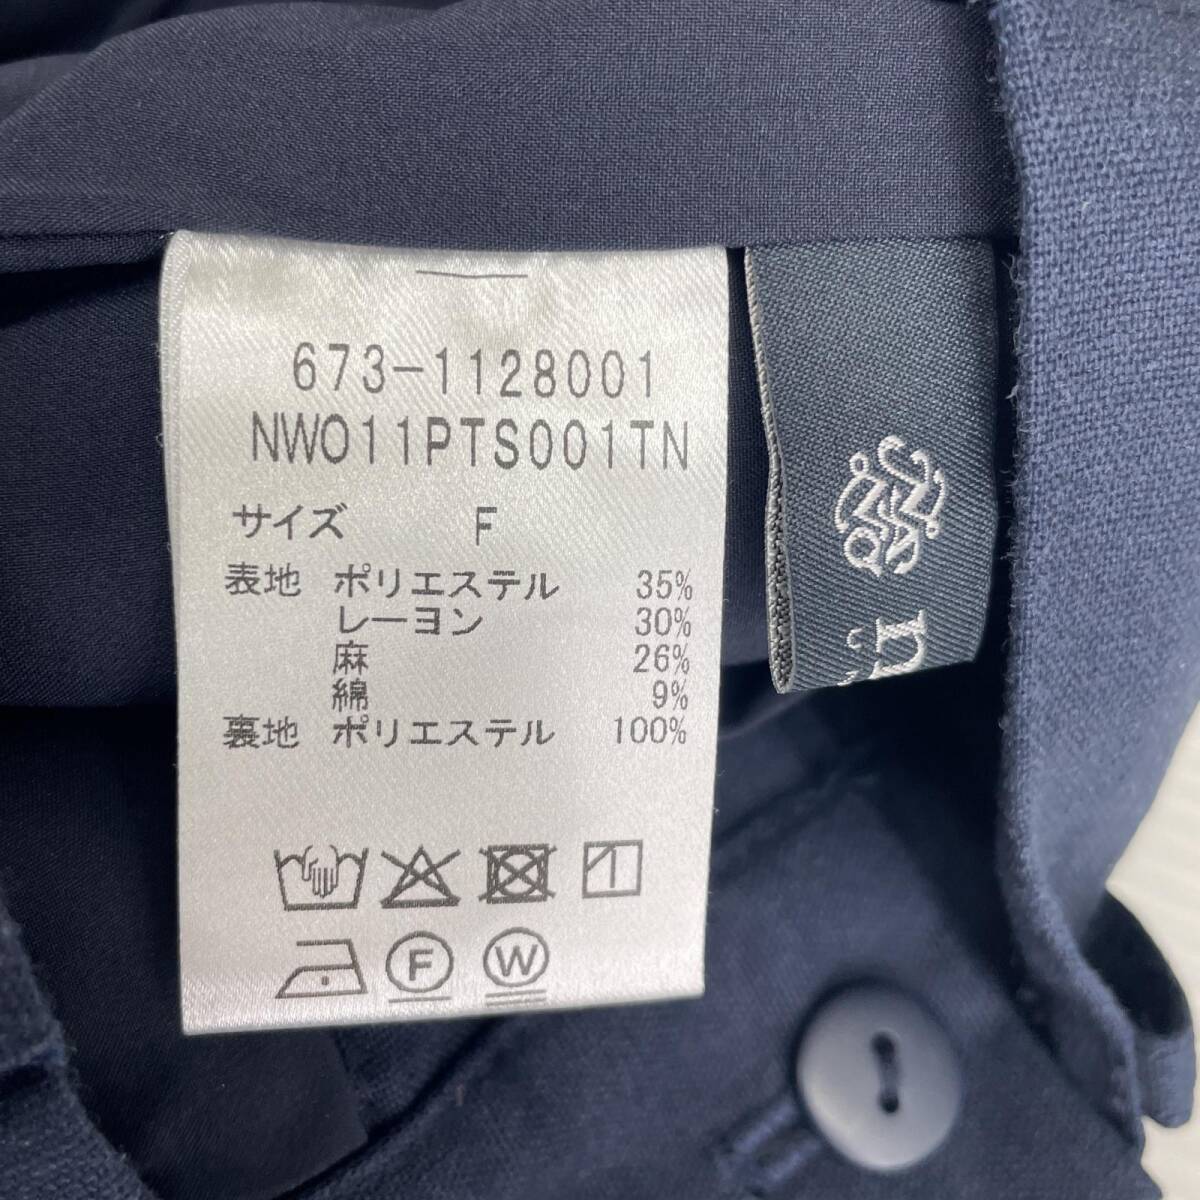 673-1128001
NW011PTS001TN
サイズ F
表地 ポリエステル 35%
レーヨン 30%
麻 26%
綿 9%
裏地 ポリエステル 100%
F W